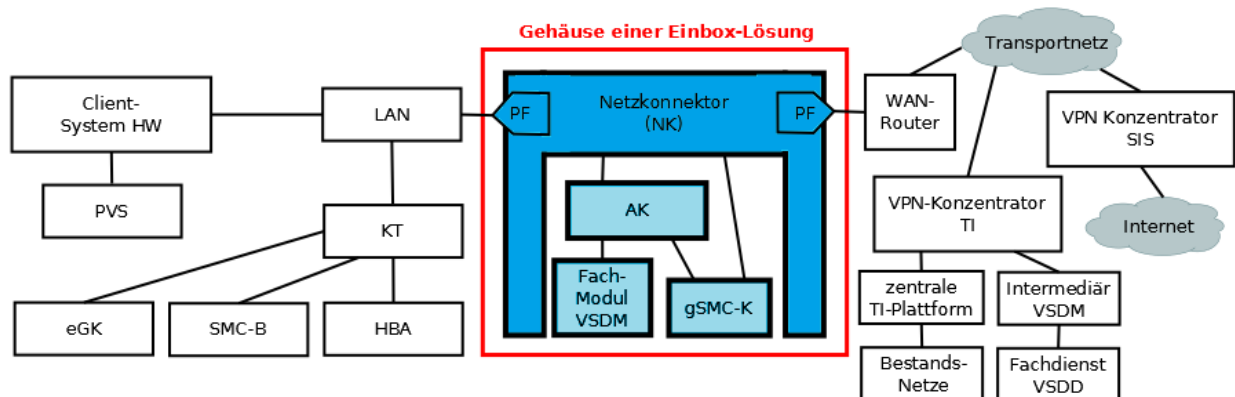 Gehäuse einer Einbox-Lösung
Client-
System HW
PVS
LAN
KT
eGK
SMC-B
HBA
PF
Netzkonnektor
(NK)
PF
AK
Fach-
Modul
VSDM
gSMC-K
WAN-
Router
Transportnetz
VPN Konzentrator
SIS
VPN-Konzentrator
TI
Internet
zentrale
TI-Plattform
Intermediär
VSDM
Bestands-
Netze
Fachdienst
VSDD